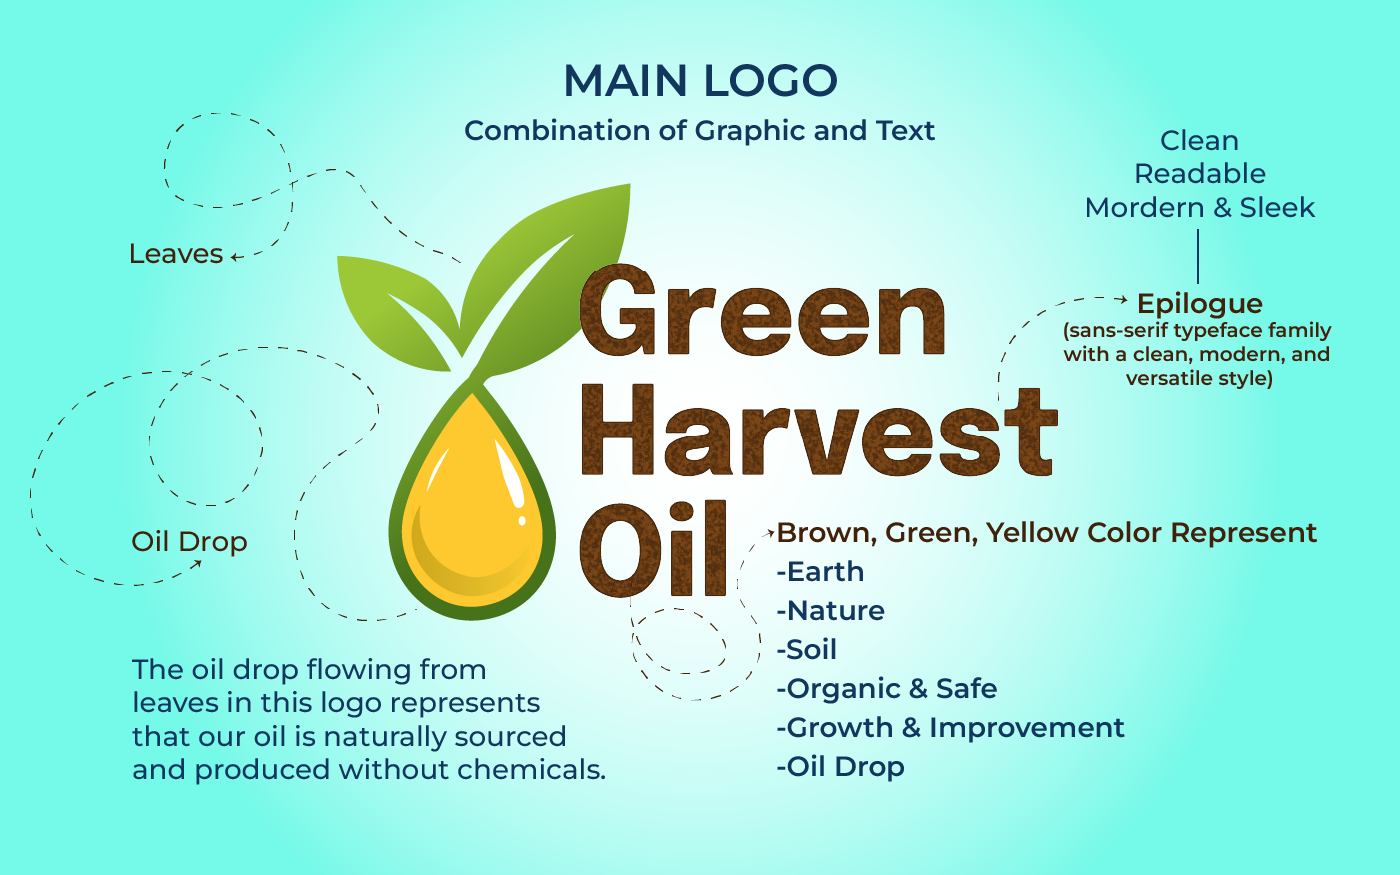 MAIN LOGO
Combination of Graphic and Text
Clean
Readable
Mordern & Sleek
Leaves
Epilogue
(sans-serif typeface family
with a clean, modern, and
versatile style)
Green
Harvest
Oil
Oil Drop
Brown, Green, Yellow Color Represent
-Earth
-Nature
-Soil
-Organic & Safe
-Growth & Improvement
-Oil Drop
The oil drop flowing from
leaves in this logo represents
that our oil is naturally sourced
and produced without chemicals.